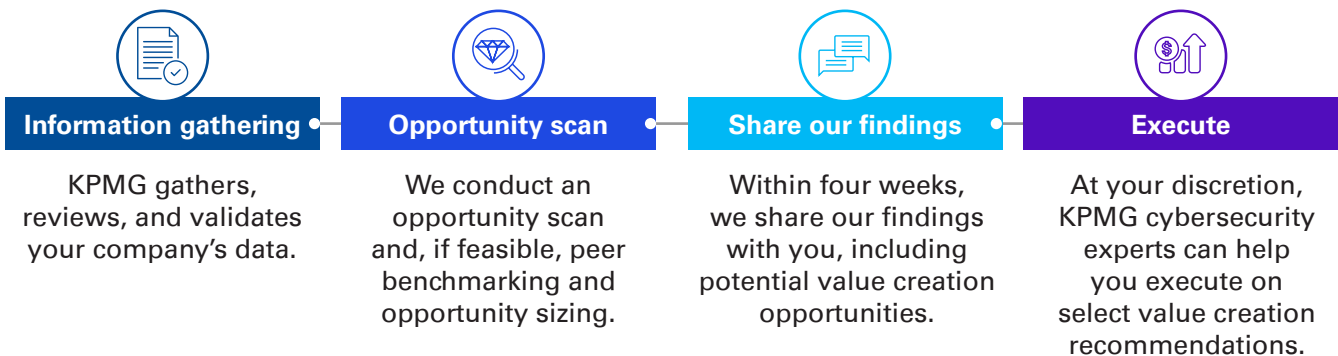 Information gathering
KPMG gathers,
reviews, and validates
your company's data.
Opportunity scan
We conduct an
opportunity scan
and, if feasible, peer
benchmarking and
opportunity sizing.
Share our findings
Within four weeks,
we share our findings
with you, including
potential value creation
opportunities.
Execute
At your discretion,
KPMG cybersecurity
experts can help
you execute on
select value creation
recommendations.
$